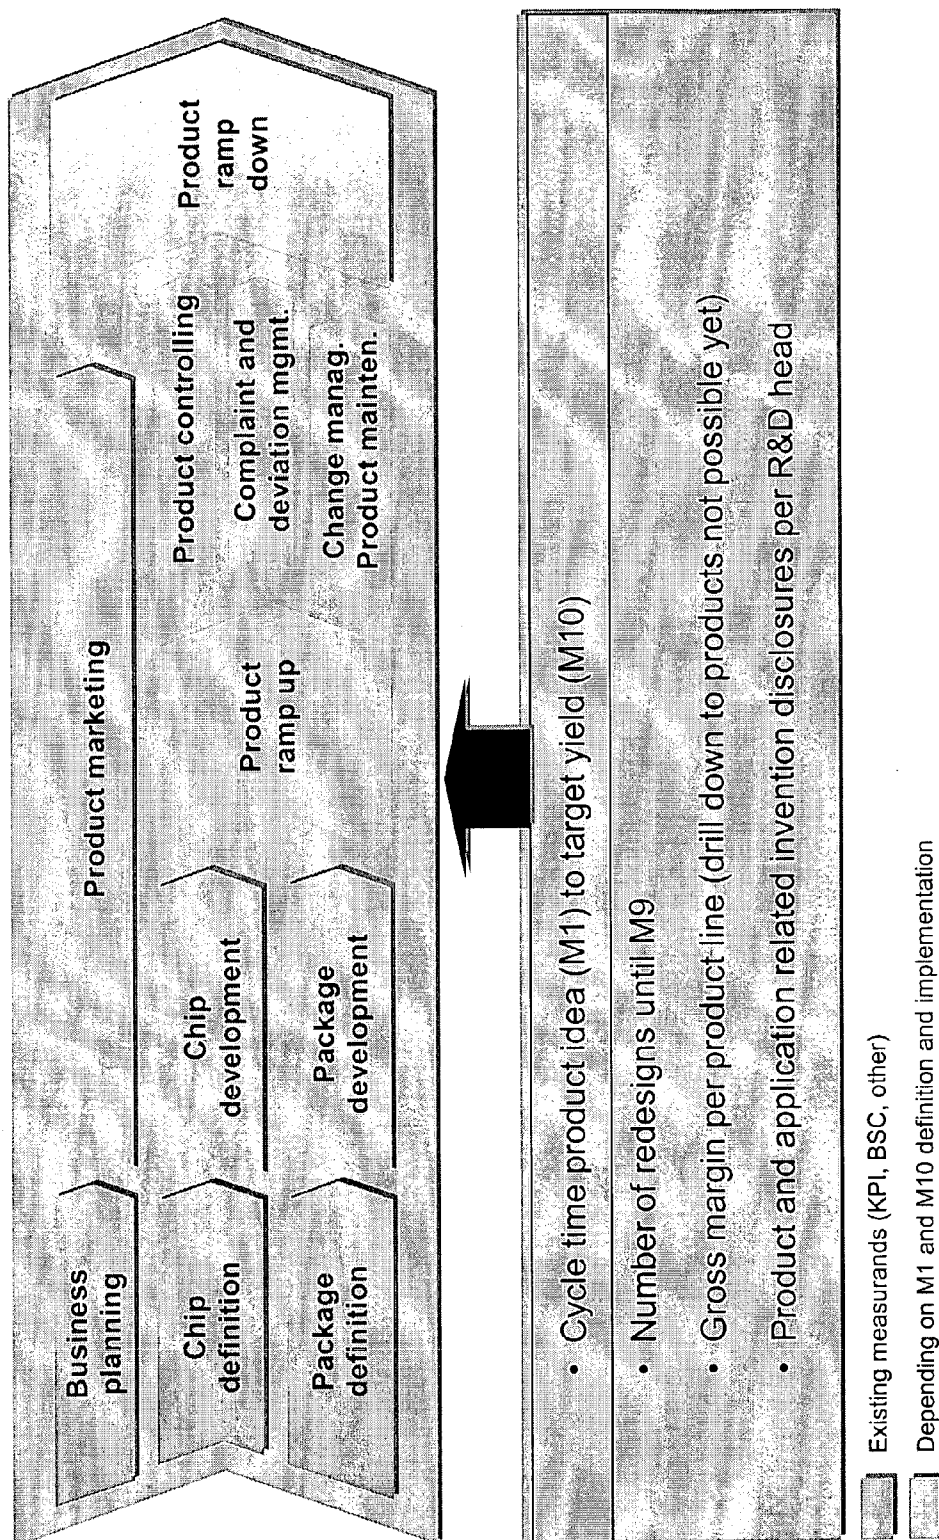 Business
planning
Product marketing
Chip
definition
Chip
development
Package
definition
Package
development
Product
ramp up
Product controlling
Complaint and
deviation mgmt.
Change manag.
Product mainten.
Product
ramp
down
• Cycle time product idea (M1) to target yield (M10)
• Number of redesigns until M9
• Gross margin per product line (drill down to products not possible yet)
• Product and application related invention disclosures per R&D head
Existing measurands (KPI, BSC, other)
Depending on M1 and M10 definition and implementation